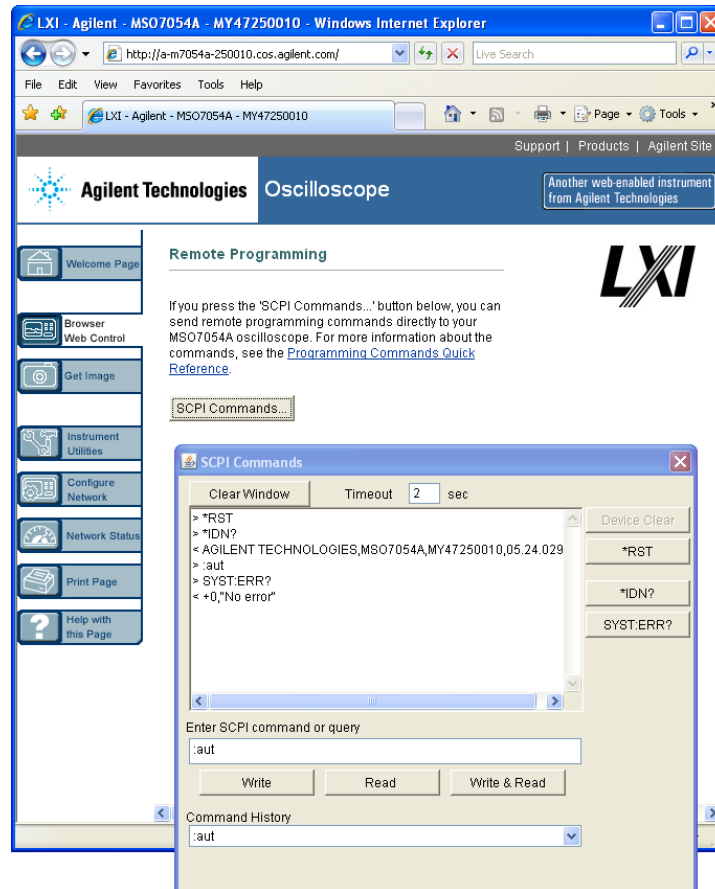 LXI - Agilent - MSO7054A - MY47250010 - Windows Internet Explorer
http://a-m7054a-250010.cos.agilent.com/
Live Search
File Edit View Favorites Tools Help
LXI - Agilent - MSO7054A - MY47250010
Page Tools
Support | Products | Agilent Site
Agilent Technologies
Oscilloscope
Another web-enabled instrument
from Agilent Technologies
Welcome Page
Browser
Web Control
Get Image
Instrument
Utilities
Configure
Network
Network Status
Print Page
Help with
this Page
Remote Programming
LXI
If you press the 'SCPI Commands...' button below, you can
send remote programming commands directly to your
MSO7054A oscilloscope. For more information about the
commands, see the Programming Commands Quick
Reference.
SCPI Commands...
SCPI Commands
Clear Window
Timeout 2 sec
> *RST
> *IDN?
< AGILENT TECHNOLOGIES,MSO7054A,MY47250010,05.24.029
> :aut
> SYST:ERR?
< +0,"No error"
Device Clear
*RST
*IDN?
SYST:ERR?
Enter SCPI command or query
:aut
Write Read Write & Read
Command History
:aut